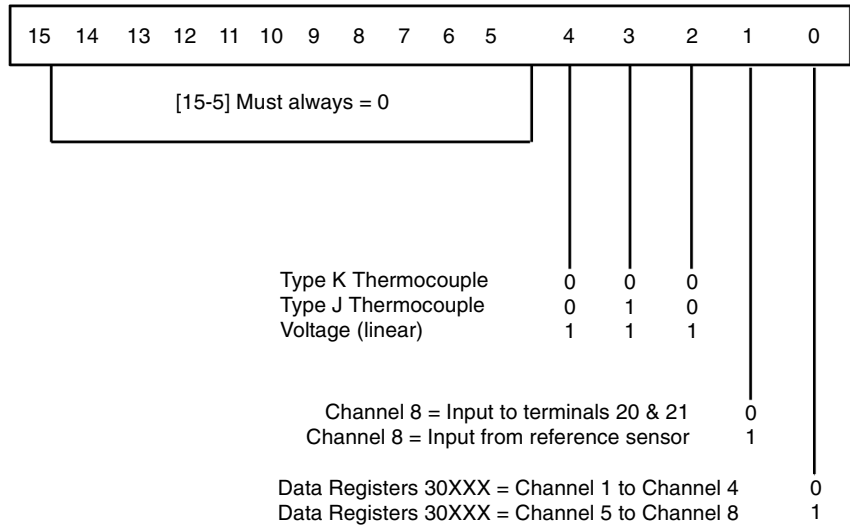 15 14 13 12 11 10 9 8 7 6 5 4 3 2 1 0
[15-5] Must always = 0
Type K Thermocouple 0 0 0
Type J Thermocouple 0 1 0
Voltage (linear) 1 1 1
Channel 8 = Input to terminals 20 & 21 0
Channel 8 = Input from reference sensor 1
Data Registers 30XXX = Channel 1 to Channel 4 0
Data Registers 30XXX = Channel 5 to Channel 8 1